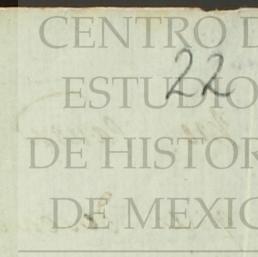 CENTRO D
22
ESTUDIO
DE HISTOR
DE MEXIC